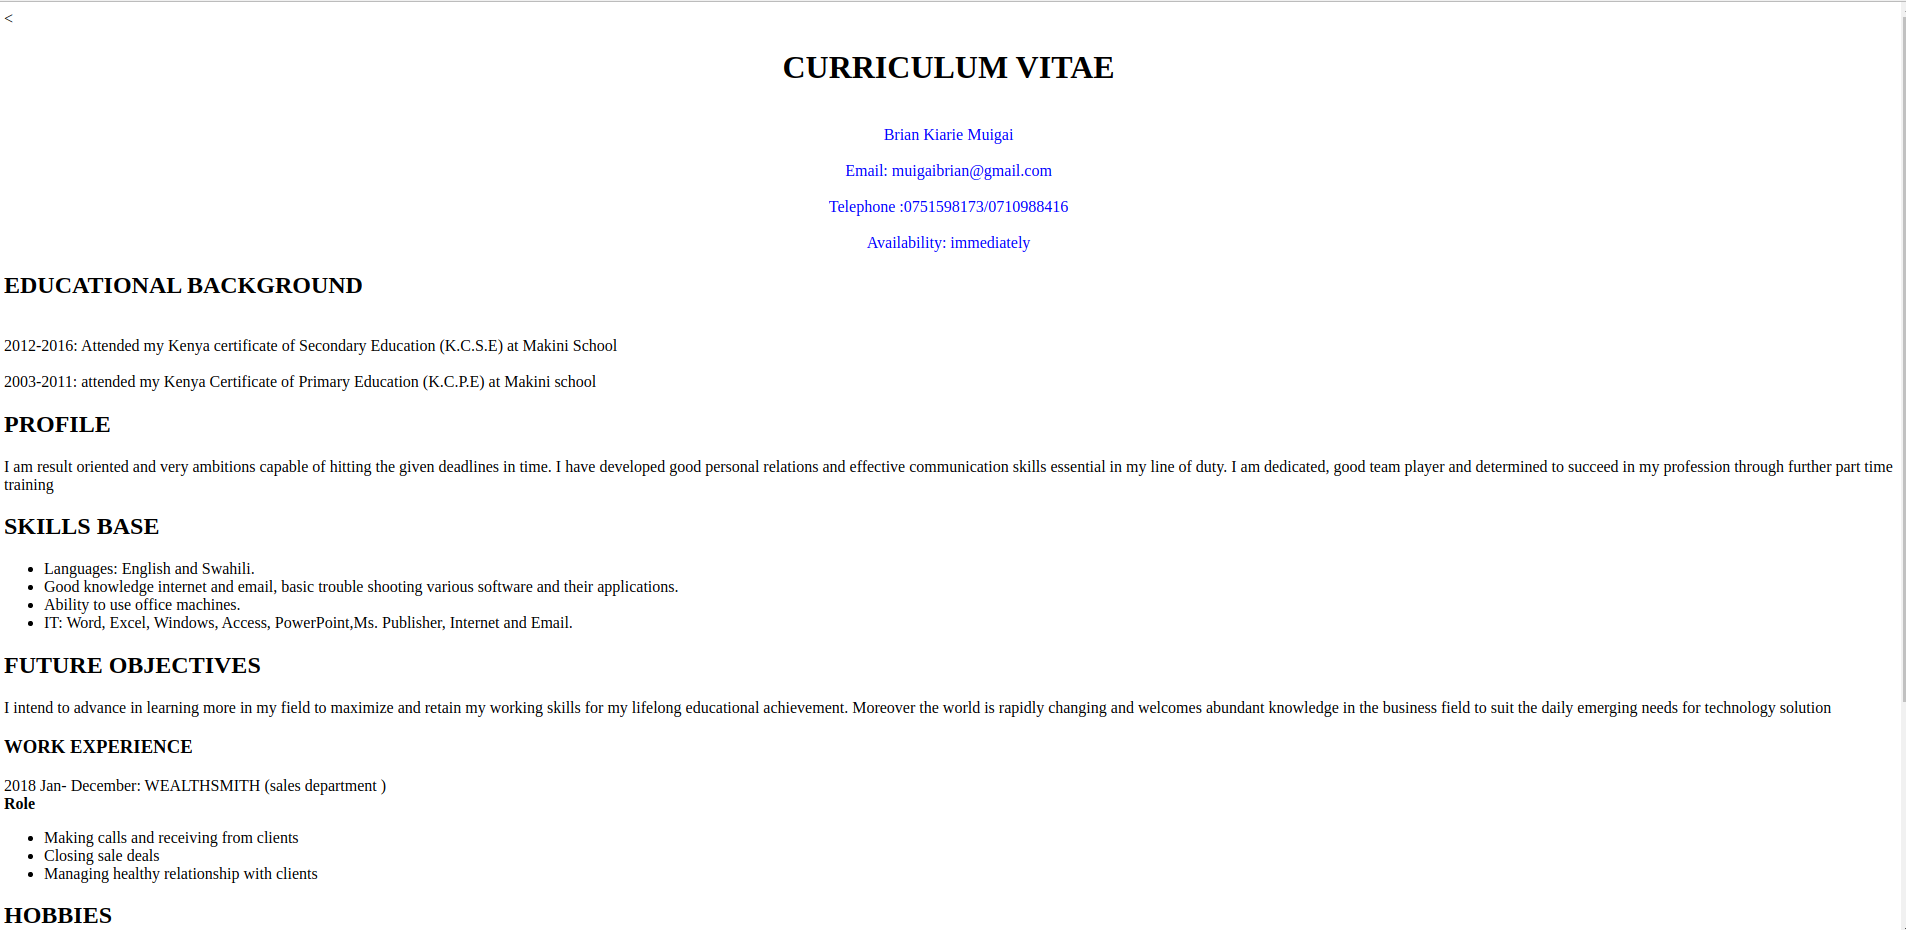 <
CURRICULUM VITAE
Brian Kiarie Muigai
Email: muigaibrian@gmail.com
Telephone :0751598173/0710988416
Availability: immediately
EDUCATIONAL BACKGROUND
2012-2016: Attended my Kenya certificate of Secondary Education (K.C.S.E) at Makini School
2003-2011: attended my Kenya Certificate of Primary Education (K.C.P.E) at Makini school
PROFILE
I am result oriented and very ambitions capable of hitting the given deadlines in time. I have developed good personal relations and effective communication skills essential in my line of duty. I am dedicated, good team player and determined to succeed in my profession through further part time
training
SKILLS BASE
• Languages: English and Swahili.
• Good knowledge internet and email, basic trouble shooting various software and their applications.
• Ability to use office machines.
• IT: Word, Excel, Windows, Access, PowerPoint,Ms. Publisher, Internet and Email.
FUTURE OBJECTIVES
I intend to advance in learning more in my field to maximize and retain my working skills for my lifelong educational achievement. Moreover the world is rapidly changing and welcomes abundant knowledge in the business field to suit the daily emerging needs for technology solution
WORK EXPERIENCE
2018 Jan- December: WEALTHSMITH (sales department )
Role
• Making calls and receiving from clients
• Closing sale deals
• Managing healthy relationship with clients
HOBBIES